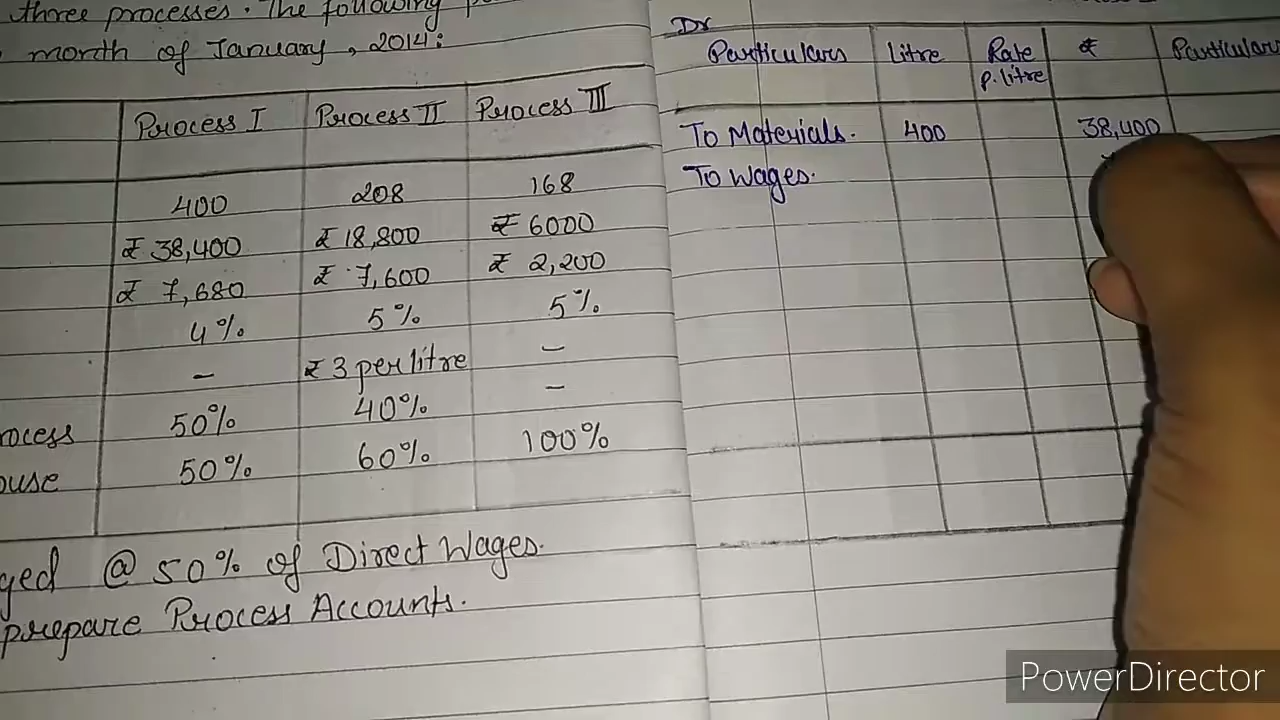 three processes. The following
month of January, 2014:
Process I Process II Process III
400 208 168
₹ 38,400 ₹ 18,800 ₹ 6000
₹ 7,680 ₹ 7,600 ₹ 2,200
4% 5% 5%
- ₹ 3 per litre -
rocess 50% 40% -
ouse 50% 60% 100%
ged @ 50% of Direct Wages.
prepare Process Accounts.
Dr
Particulars Litre Rate p.litre ₹ Particulars
To Materials. 400 38,400
To Wages.
PowerDirector